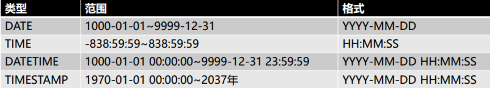 类型 范围 格式
DATE 1000-01-01~9999-12-31 YYYY-MM-DD
TIME -838:59:59~838:59:59 HH:MM:SS
DATETIME 1000-01-01 00:00:00~9999-12-31 23:59:59 YYYY-MM-DD HH:MM:SS
TIMESTAMP 1970-01-01 00:00:00~2037年 YYYY-MM-DD HH:MM:SS